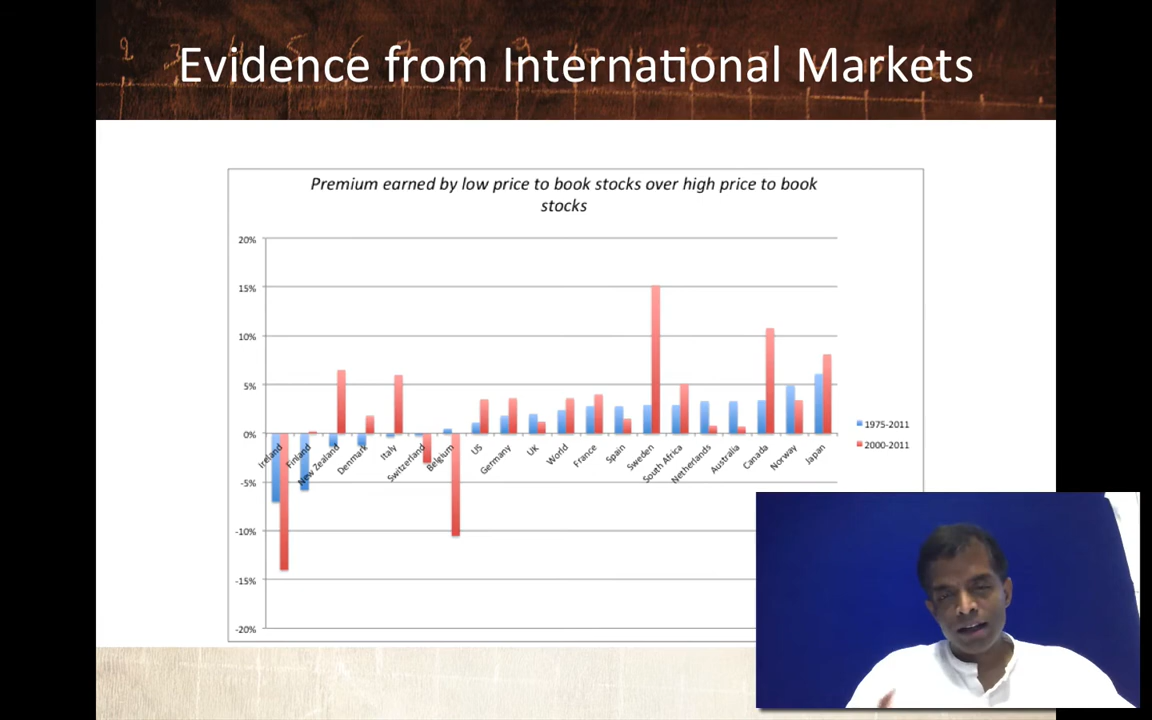 Evidence from International Markets
Premium earned by low price to book stocks over high price to book
stocks
20%
15%
10%
5%
0%
-5%
-10%
-15%
-20%
Ireland
Finland
New Zealand
Denmark
Italy
Switzerland
Belgium
US
Germany
UK
World
France
Spain
Sweden
South Africa
Netherlands
Australia
Canada
Norway
Japan
1975-2011
2000-2011